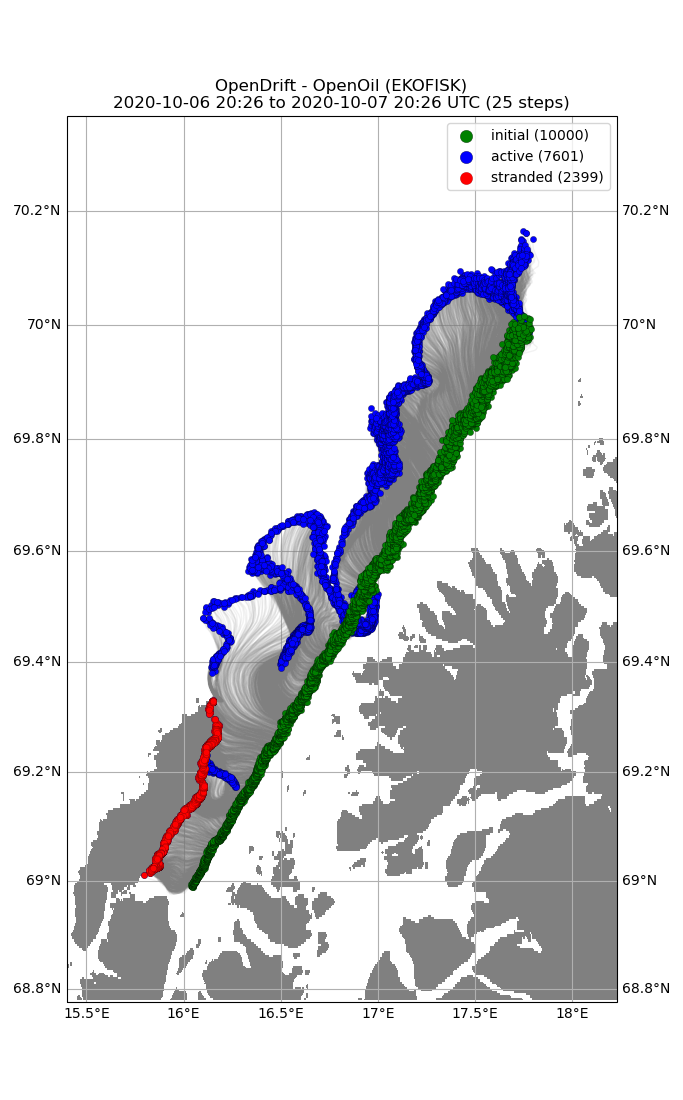 OpenDrift - OpenOil (EKOFISK)
2020-10-06 20:26 to 2020-10-07 20:26 UTC (25 steps)
initial (10000)
active (7601)
stranded (2399)
70.2°N 70.2°N
70°N 70°N
69.8°N 69.8°N
69.6°N 69.6°N
69.4°N 69.4°N
69.2°N 69.2°N
69°N 69°N
68.8°N 68.8°N
15.5°E 16°E 16.5°E 17°E 17.5°E 18°E